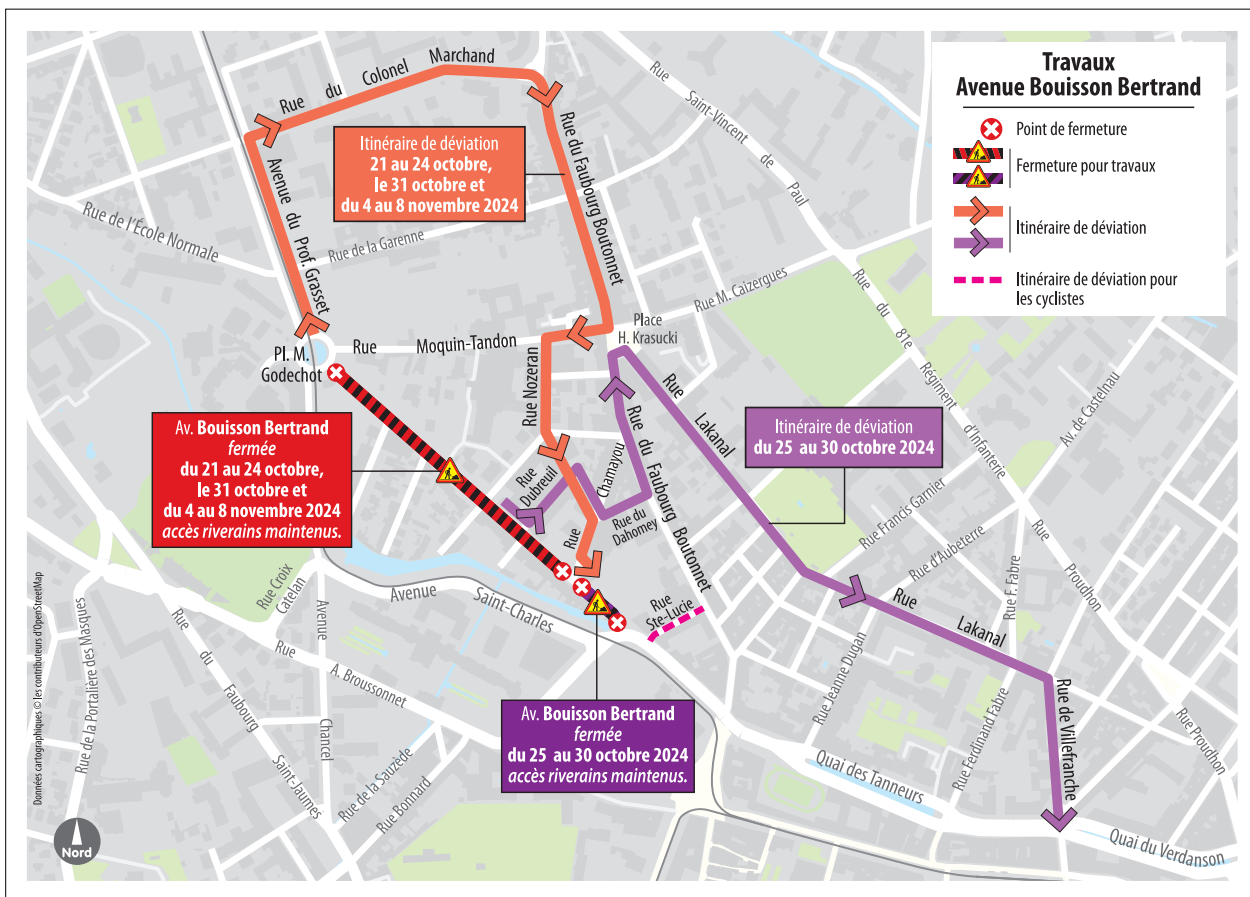 Travaux
Avenue Bouisson Bertrand
Point de fermeture
Fermeture pour travaux
Itinéraire de déviation
Itinéraire de déviation pour
les cyclistes
Rue du Colonel Marchand
Rue Saint-Vincent de Paul
Itinéraire de déviation
21 au 24 octobre,
le 31 octobre et
du 4 au 8 novembre 2024
Rue du Faubourg Boutonnet
Avenue du Prof. Grasset
Rue de l'École Normale
Rue de la Garenne
Rue M. Caizergues
Rue du 81e Régiment d'Infanterie
Place
H. Krasucki
Pl. M.
Godechot
Rue Moquin-Tandon
Rue Nozeran
Rue Lakanal
Av. de Castelnau
Av. Bouisson Bertrand
fermée
du 21 au 24 octobre,
le 31 octobre et
du 4 au 8 novembre 2024
accès riverains maintenus.
Itinéraire de déviation
du 25 au 30 octobre 2024
Rue
Dubreuil
Rue Chamayou
Rue du
Dahomey
Rue du Faubourg Boutonnet
Rue Francis Garnier
Rue d'Aubeterre
Rue F. Fabre
Rue Proudhon
Rue Croix
Catelan
Avenue Saint-Charles
Rue
Ste-Lucie
Rue Lakanal
Rue Jeanne Dugan
Rue Ferdinand Fabre
Rue de Villefranche
Rue Proudhon
Rue de la Portalière des Masques
Rue du Faubourg Saint-Jaumes
Avenue Chancel
Rue A. Broussonnet
Rue de la Sauzède
Rue Bonnard
Av. Bouisson Bertrand
fermée
du 25 au 30 octobre 2024
accès riverains maintenus.
Quai des Tanneurs
Quai du Verdanson
Nord
Données cartographiques © les contributeurs d'OpenStreetMap